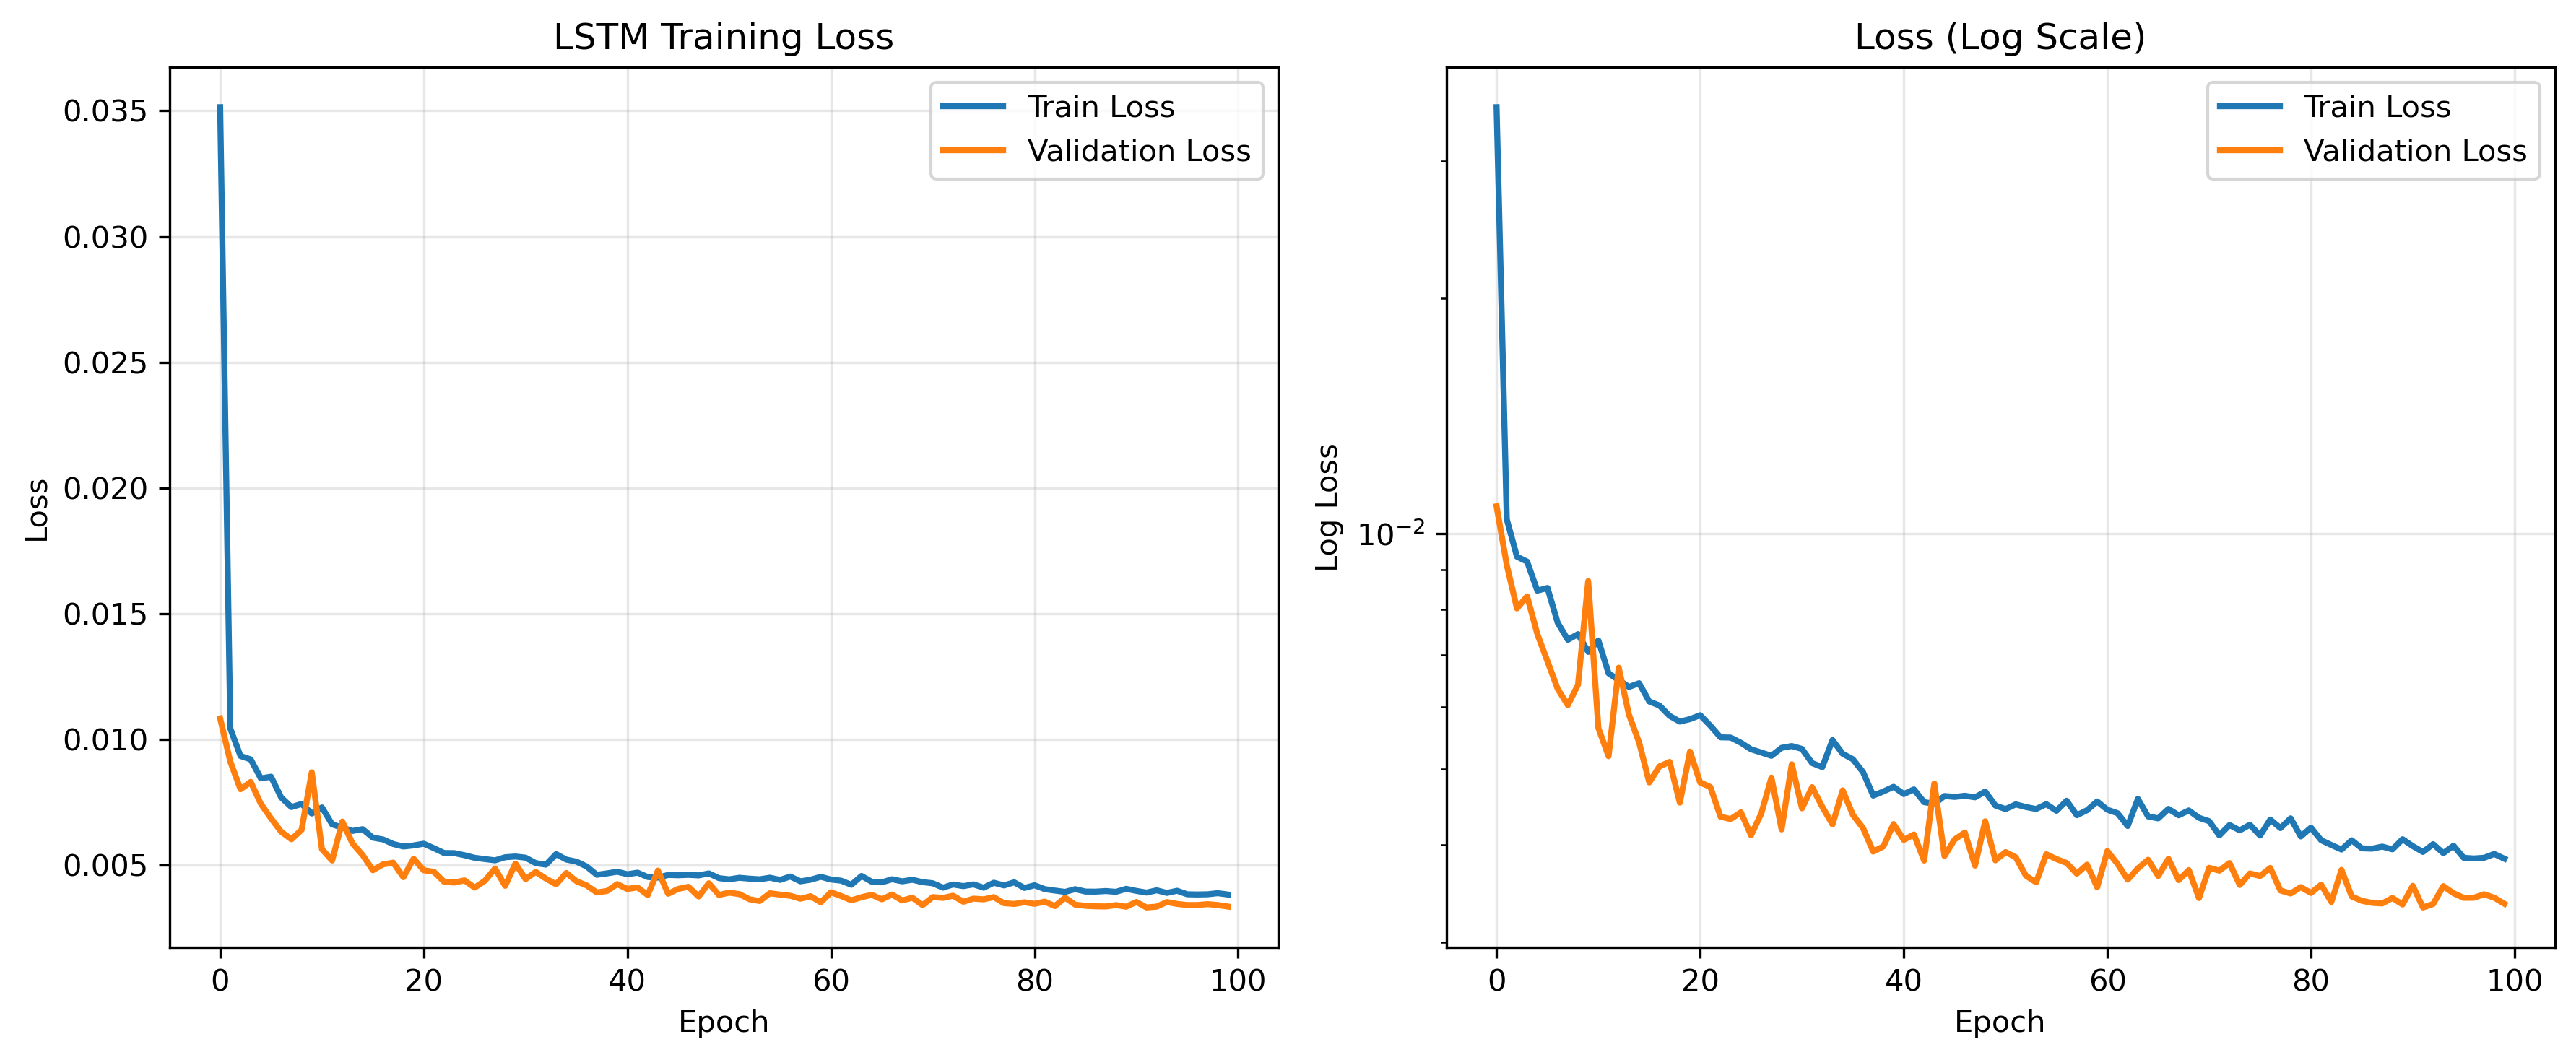 LSTM Training Loss
Train Loss
Validation Loss
0.035
0.030
0.025
0.020
0.015
0.010
0.005
Loss
0 20 40 60 80 100
Epoch
Loss (Log Scale)
Train Loss
Validation Loss
10⁻²
Log Loss
0 20 40 60 80 100
Epoch